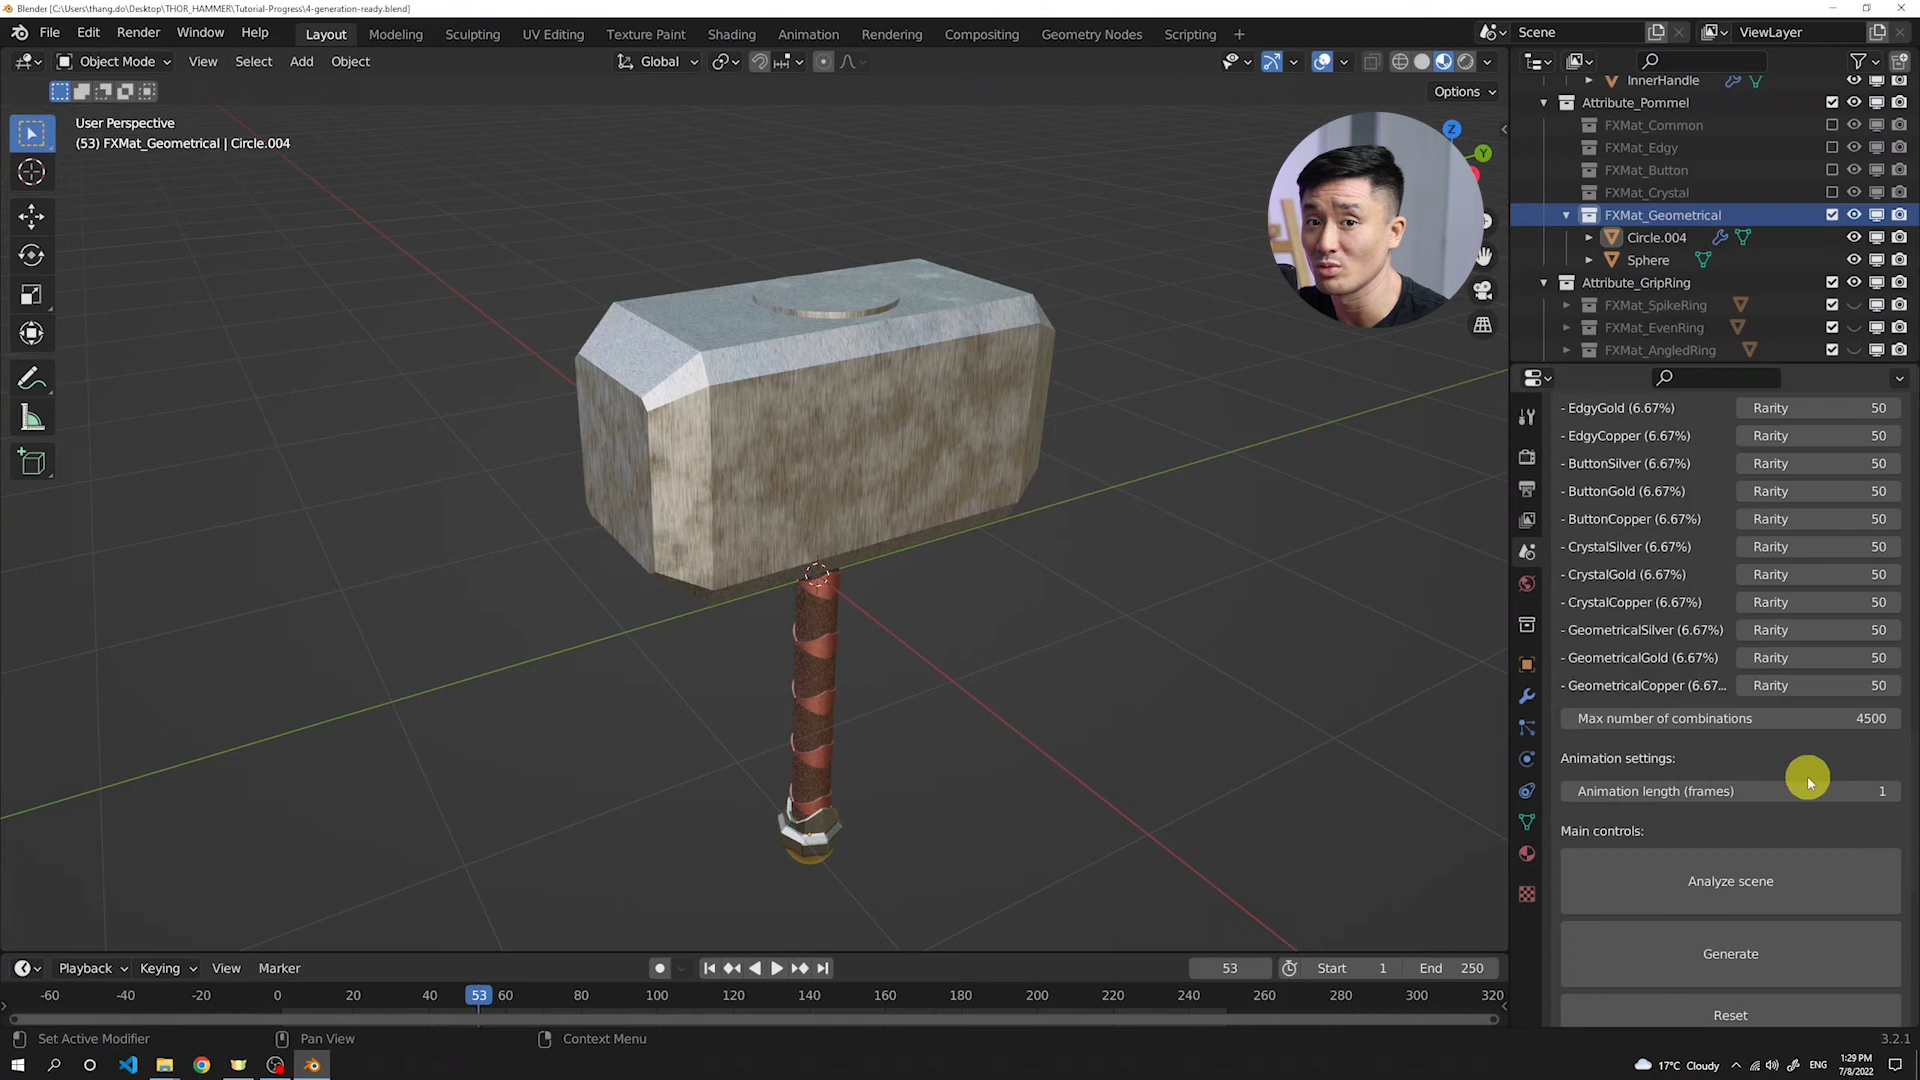 Blender [C:\Users\thang.do\Desktop\THOR_HAMMER\Tutorial-Progress\4-generation-ready.blend]
File Edit Render Window Help Layout Modeling Sculpting UV Editing Texture Paint Shading Animation Rendering Compositing Geometry Nodes Scripting Scene ViewLayer
Object Mode View Select Add Object Global
Options
User Perspective
(53) FXMat_Geometrical | Circle.004
Z
Y
InnerHandle
Attribute_Pommel
FXMat_Common
FXMat_Edgy
FXMat_Button
FXMat_Crystal
FXMat_Geometrical
Circle.004
Sphere
Attribute_GripRing
FXMat_SpikeRing
FXMat_EvenRing
FXMat_AngledRing
- EdgyGold (6.67%) Rarity 50
- EdgyCopper (6.67%) Rarity 50
- ButtonSilver (6.67%) Rarity 50
- ButtonGold (6.67%) Rarity 50
- ButtonCopper (6.67%) Rarity 50
- CrystalSilver (6.67%) Rarity 50
- CrystalGold (6.67%) Rarity 50
- CrystalCopper (6.67%) Rarity 50
- GeometricalSilver (6.67%) Rarity 50
- GeometricalGold (6.67%) Rarity 50
- GeometricalCopper (6.67... Rarity 50
Max number of combinations 4500
Animation settings:
Animation length (frames) 1
Main controls:
Analyze scene
Generate
Reset
Playback Keying View Marker 53 Start 1 End 250
-60 -40 -20 0 20 40 53 60 80 100 120 140 160 180 200 220 240 260 280 300 320
Set Active Modifier Pan View Context Menu 3.2.1
17°C Cloudy ENG 1:29 PM
7/8/2022